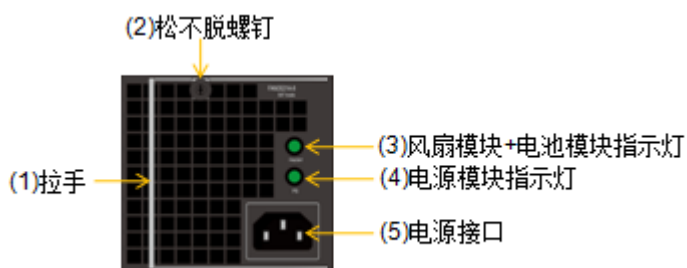 (2)松不脱螺钉
(3)风扇模块+电池模块指示灯
(1)拉手
(4)电源模块指示灯
(5)电源接口